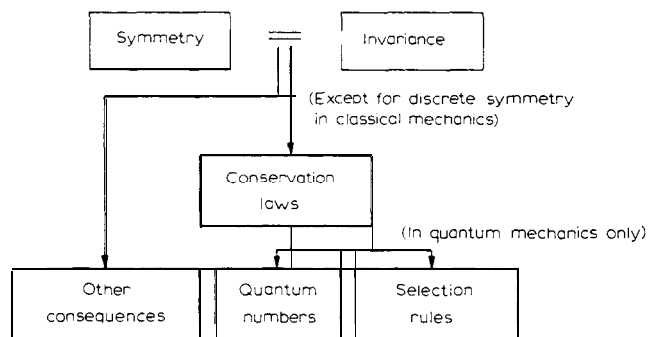 Symmetry
Invariance
(Except for discrete symmetry
in classical mechanics)
Conservation
laws
(In quantum mechanics only)
Other
consequences
Quantum
numbers
Selection
rules